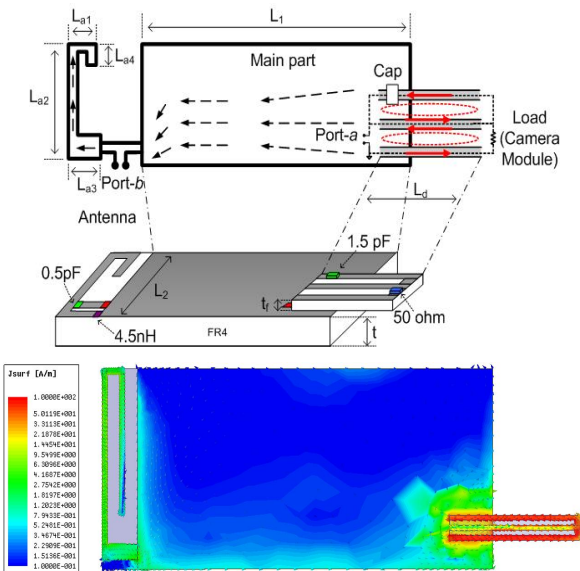 L1
La1
La4
La2
Main part
Cap
Port-a
Load
(Camera
Module)
Port-b
La3
Ld
Antenna
1.5 pF
0.5pF
L2
tf
50 ohm
4.5nH
FR4
t
Jsurf [A/m]
1.0000E+002
5.0119E+001
3.3113E+001
2.1878E+001
1.4454E+001
9.5499E+000
6.3096E+000
4.1687E+000
2.7542E+000
1.8197E+000
1.2023E+000
7.9433E-001
5.2481E-001
3.4674E-001
2.2909E-001
1.5136E-001
1.0000E-001